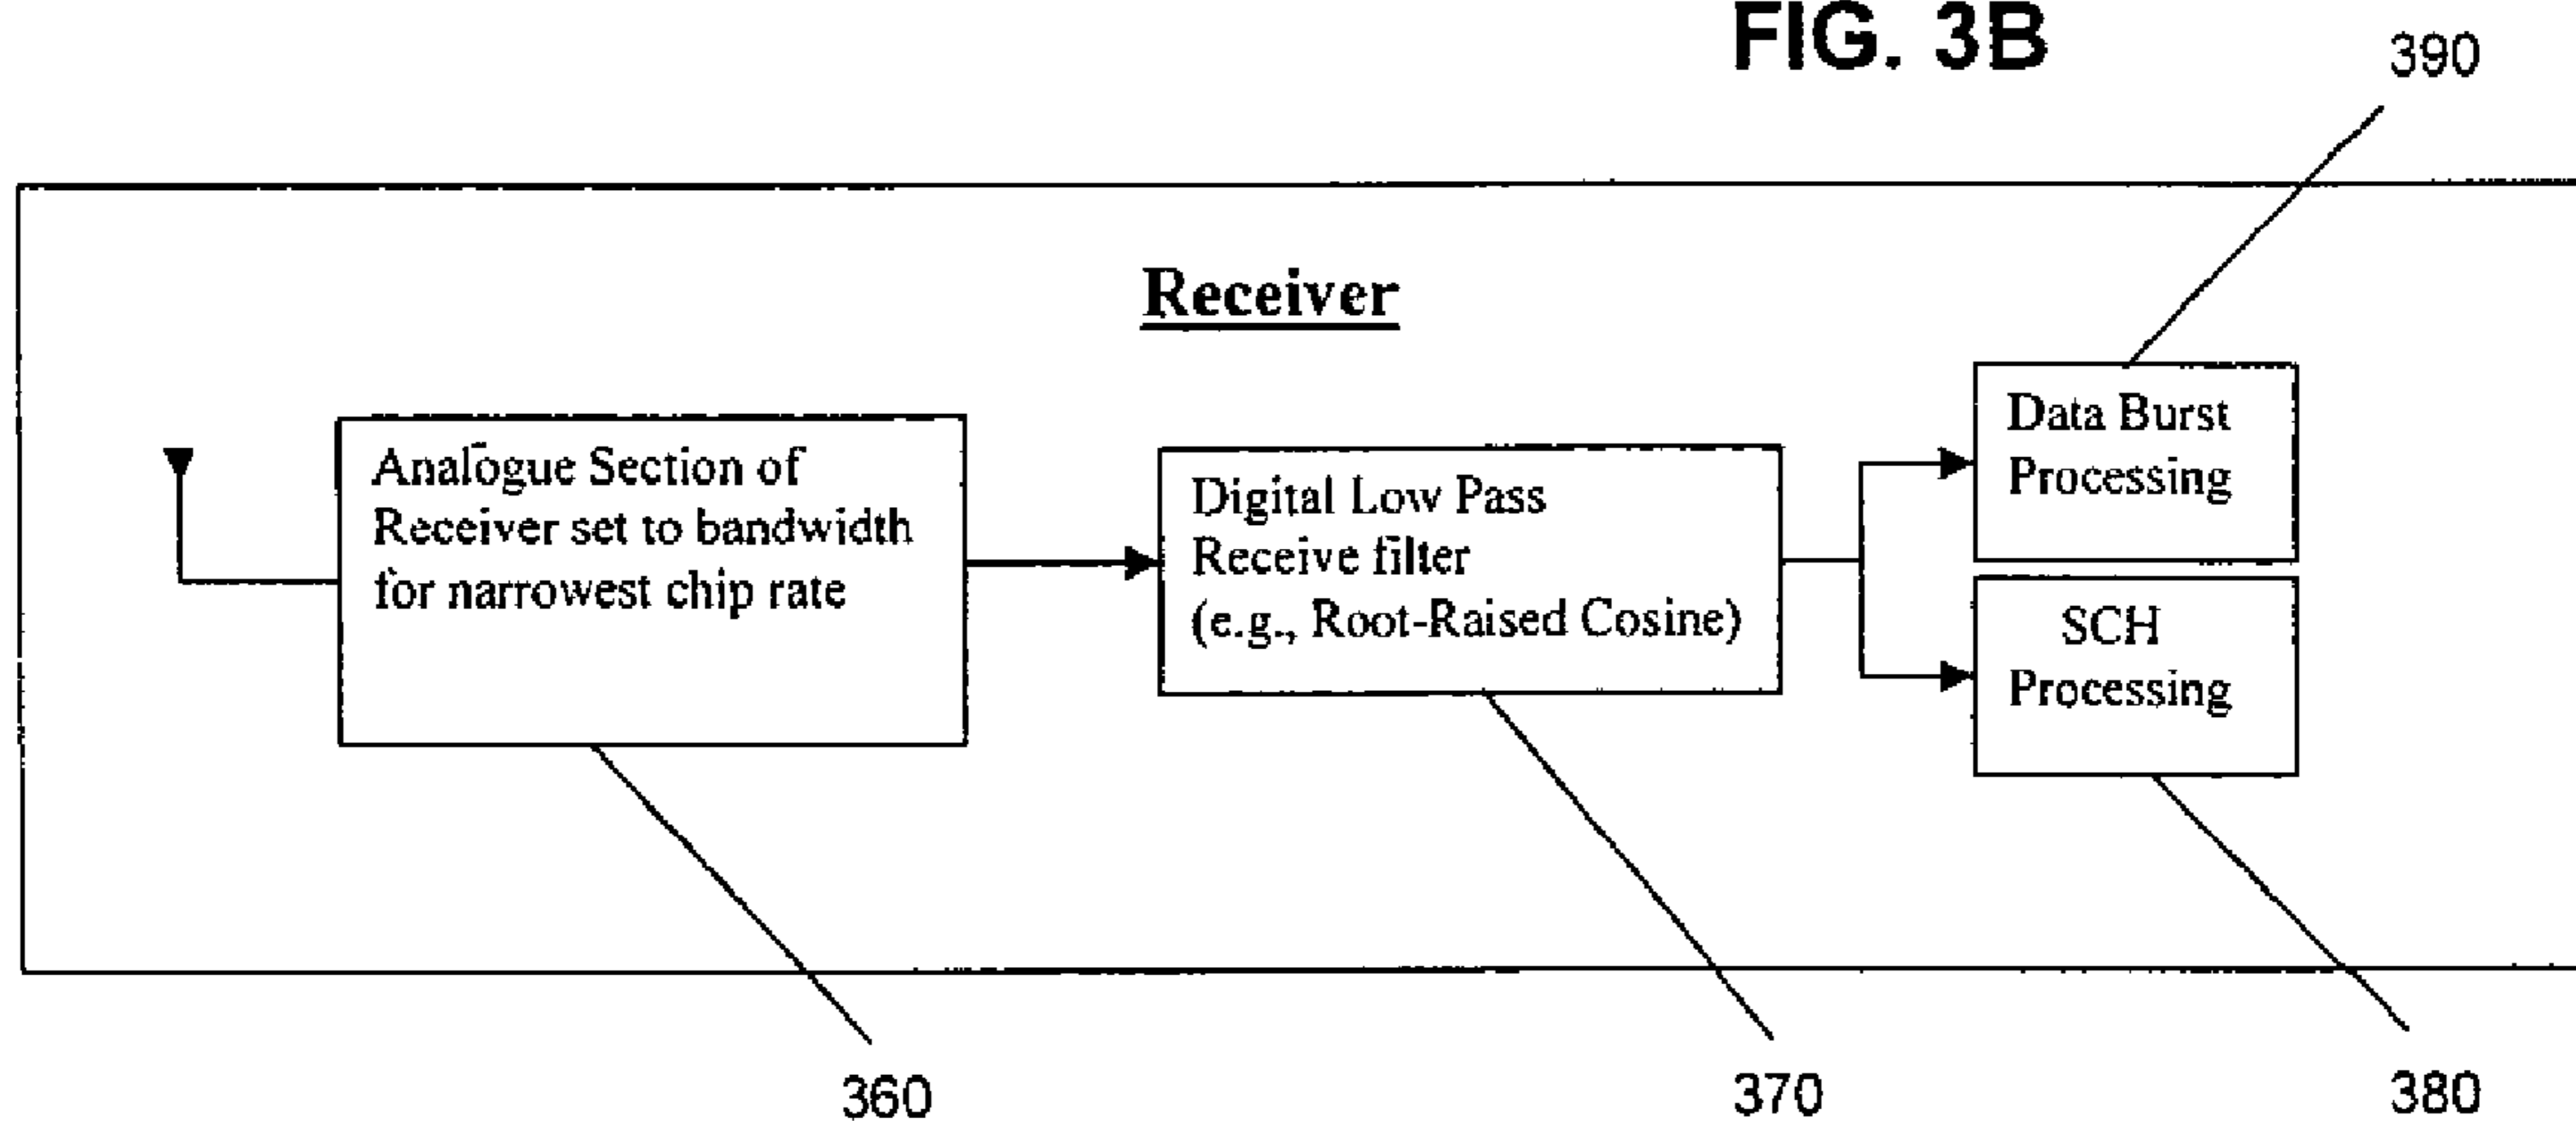 FIG. 3B
390
Receiver
Analogue Section of
Receiver set to bandwidth
for narrowest chip rate
Digital Low Pass
Receive filter
(e.g., Root-Raised Cosine)
Data Burst
Processing
SCH
Processing
360
370
380